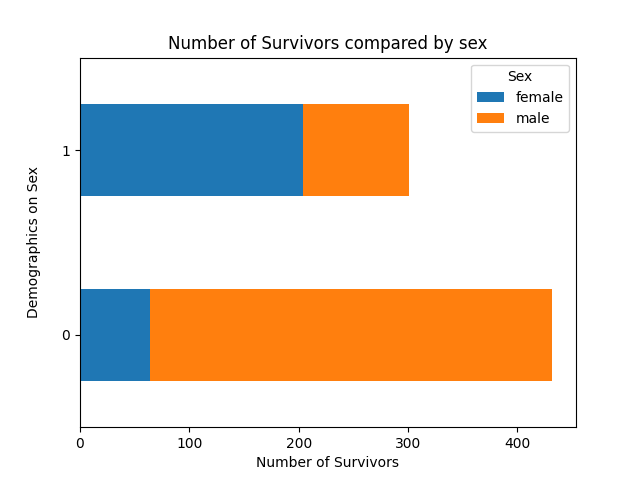 Number of Survivors compared by sex
Sex
female
male
Demographics on Sex
1
0
0
100
200
300
400
Number of Survivors